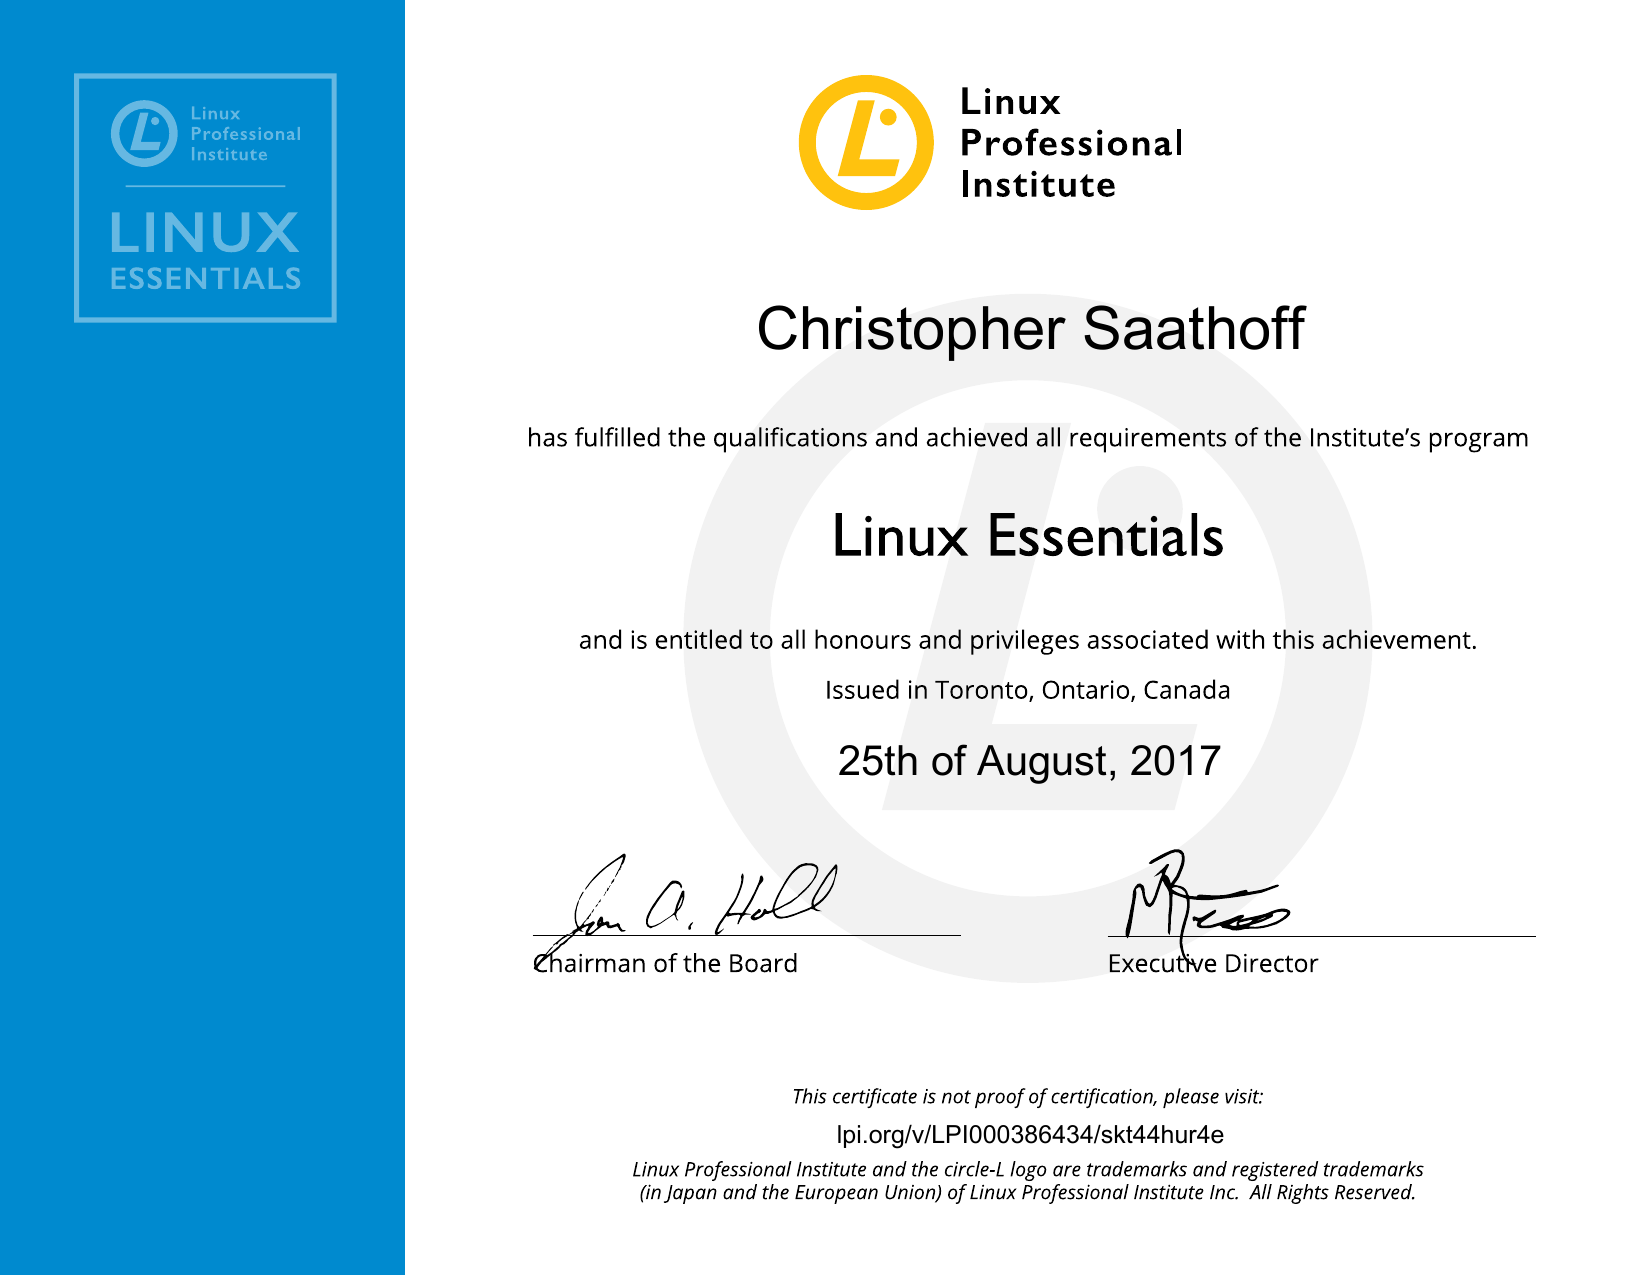 Linux
Professional
Institute
LINUX
ESSENTIALS
Linux
Professional
Institute
Christopher Saathoff
has fulfilled the qualifications and achieved all requirements of the Institute’s program
Linux Essentials
and is entitled to all honours and privileges associated with this achievement.
Issued in Toronto, Ontario, Canada
25th of August, 2017
Jon A. Hall
Chairman of the Board
Executive Director
This certificate is not proof of certification, please visit:
lpi.org/v/LPI000386434/skt44hur4e
Linux Professional Institute and the circle-L logo are trademarks and registered trademarks
(in Japan and the European Union) of Linux Professional Institute Inc.  All Rights Reserved.